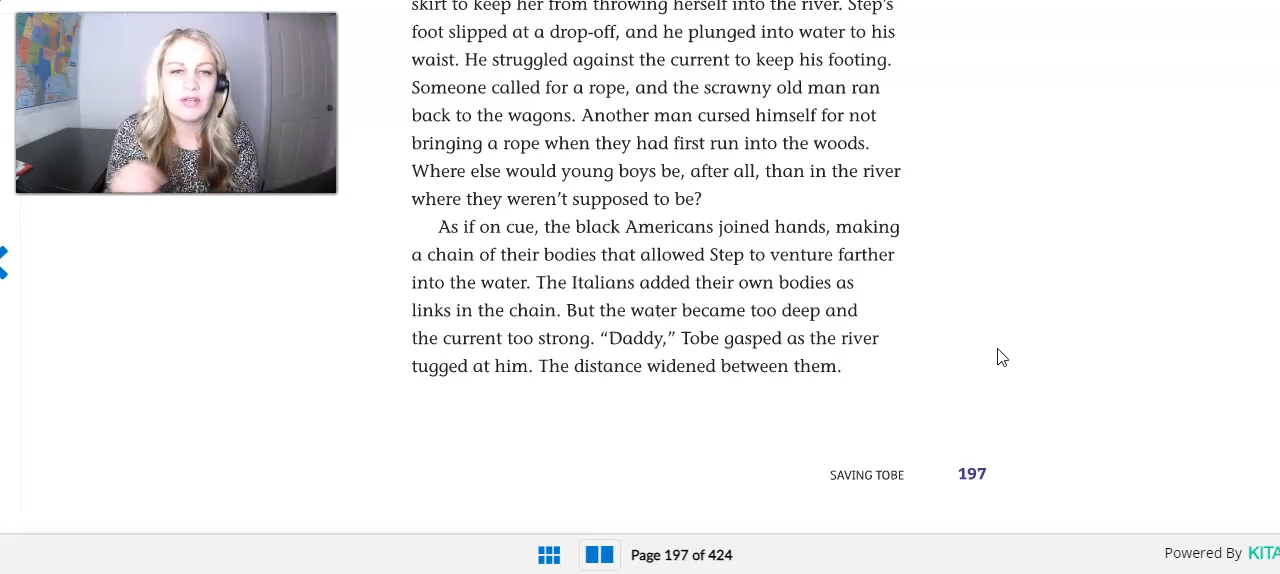 skirt to keep her from throwing herself into the river. Step’s
foot slipped at a drop-off, and he plunged into water to his
waist. He struggled against the current to keep his footing.
Someone called for a rope, and the scrawny old man ran
back to the wagons. Another man cursed himself for not
bringing a rope when they had first run into the woods.
Where else would young boys be, after all, than in the river
where they weren’t supposed to be?
As if on cue, the black Americans joined hands, making
a chain of their bodies that allowed Step to venture farther
into the water. The Italians added their own bodies as
links in the chain. But the water became too deep and
the current too strong. “Daddy,” Tobe gasped as the river
tugged at him. The distance widened between them.
SAVING TOBE 197
Page 197 of 424
Powered By KITA